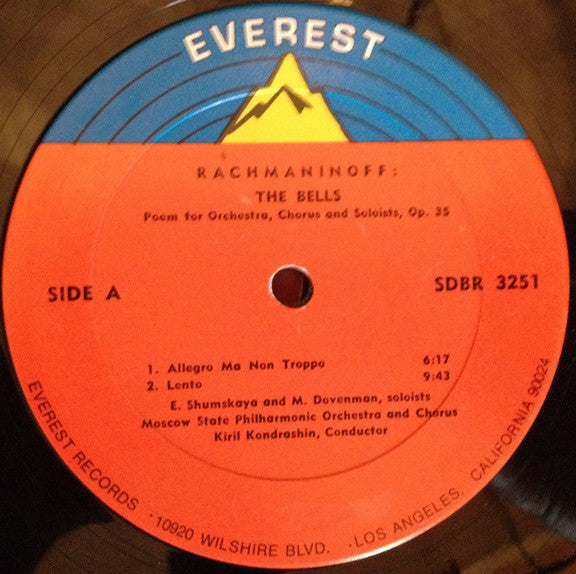 EVEREST
RACHMANINOFF:
THE BELLS
Poem for Orchestra, Chorus and Soloists, Op. 35
SIDE A
SDBR 3251
1. Allegro Ma Non Troppo 6:17
2. Lento 9:43
E. Shumskaya and M. Dovenman, soloists
Moscow State Philharmonic Orchestra and Chorus
Kiril Kondrashin, Conductor
EVEREST RECORDS · 10920 WILSHIRE BLVD. · LOS ANGELES, CALIFORNIA 90024